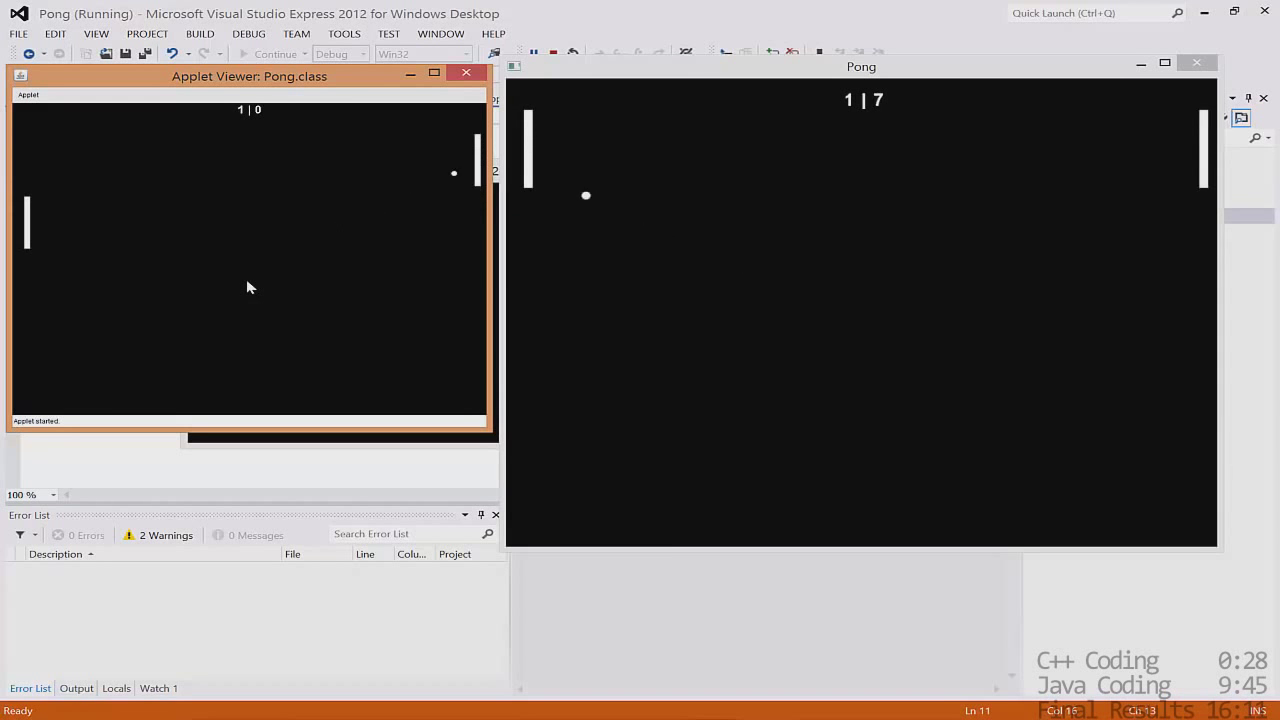 Pong (Running) - Microsoft Visual Studio Express 2012 for Windows Desktop
Quick Launch (Ctrl+Q)
FILE EDIT VIEW PROJECT BUILD DEBUG TEAM TOOLS TEST WINDOW HELP
Continue Debug Win32
Applet Viewer: Pong.class
Applet
1 | 0
Applet started.
Pong
1 | 7
2
100 %
Error List
0 Errors 2 Warnings 0 Messages Search Error List
Description File Line Colu... Project
Error List Output Locals Watch 1
C++ Coding 0:28
Java Coding 9:45
Final Results 16:11
Ready Ln 11 Col 16 Ch 13 INS